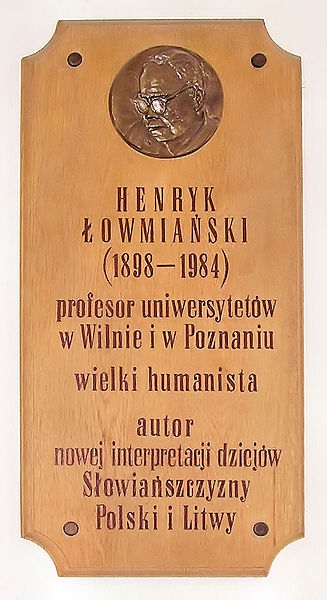 HENRYK
ŁOWMIAŃSKI
(1898–1984)
profesor uniwersytetów
w Wilnie i w Poznaniu
wielki humanista
autor
nowej interpretacji dziejów
Słowiańszczyzny
Polski i Litwy